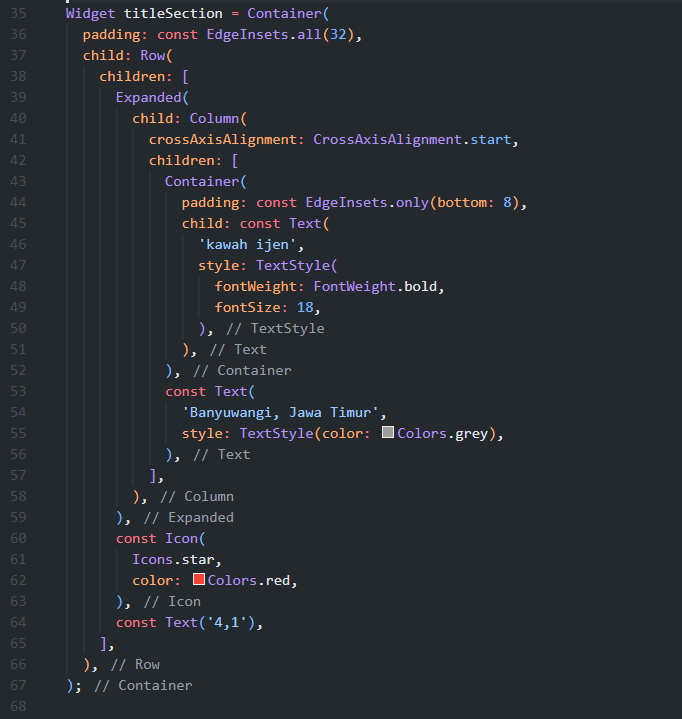 35 Widget titleSection = Container(
36 padding: const EdgeInsets.all(32),
37 child: Row(
38 children: [
39 Expanded(
40 child: Column(
41 crossAxisAlignment: CrossAxisAlignment.start,
42 children: [
43 Container(
44 padding: const EdgeInsets.only(bottom: 8),
45 child: const Text(
46 'kawah ijen',
47 style: TextStyle(
48 fontWeight: FontWeight.bold,
49 fontSize: 18,
50 ), // TextStyle
51 ), // Text
52 ), // Container
53 const Text(
54 'Banyuwangi, Jawa Timur',
55 style: TextStyle(color: Colors.grey),
56 ), // Text
57 ],
58 ), // Column
59 ), // Expanded
60 const Icon(
61 Icons.star,
62 color: Colors.red,
63 ), // Icon
64 const Text('4,1'),
65 ],
66 ), // Row
67 ); // Container
68